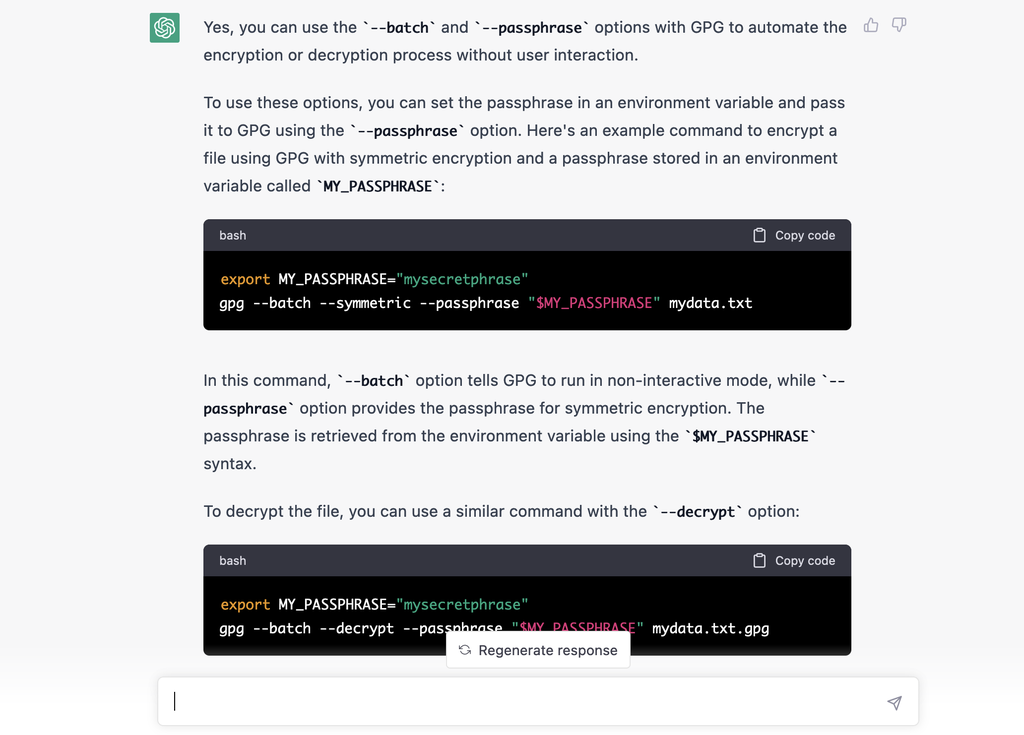 Yes, you can use the `--batch` and `--passphrase` options with GPG to automate the
encryption or decryption process without user interaction.
To use these options, you can set the passphrase in an environment variable and pass
it to GPG using the `--passphrase` option. Here's an example command to encrypt a
file using GPG with symmetric encryption and a passphrase stored in an environment
variable called `MY_PASSPHRASE`:
bash Copy code
export MY_PASSPHRASE="mysecretphrase"
gpg --batch --symmetric --passphrase "$MY_PASSPHRASE" mydata.txt
In this command, `--batch` option tells GPG to run in non-interactive mode, while `--
passphrase` option provides the passphrase for symmetric encryption. The
passphrase is retrieved from the environment variable using the `$MY_PASSPHRASE`
syntax.
To decrypt the file, you can use a similar command with the `--decrypt` option:
bash Copy code
export MY_PASSPHRASE="mysecretphrase"
gpg --batch --decrypt --passphrase "$MY_PASSPHRASE" mydata.txt.gpg
Regenerate response